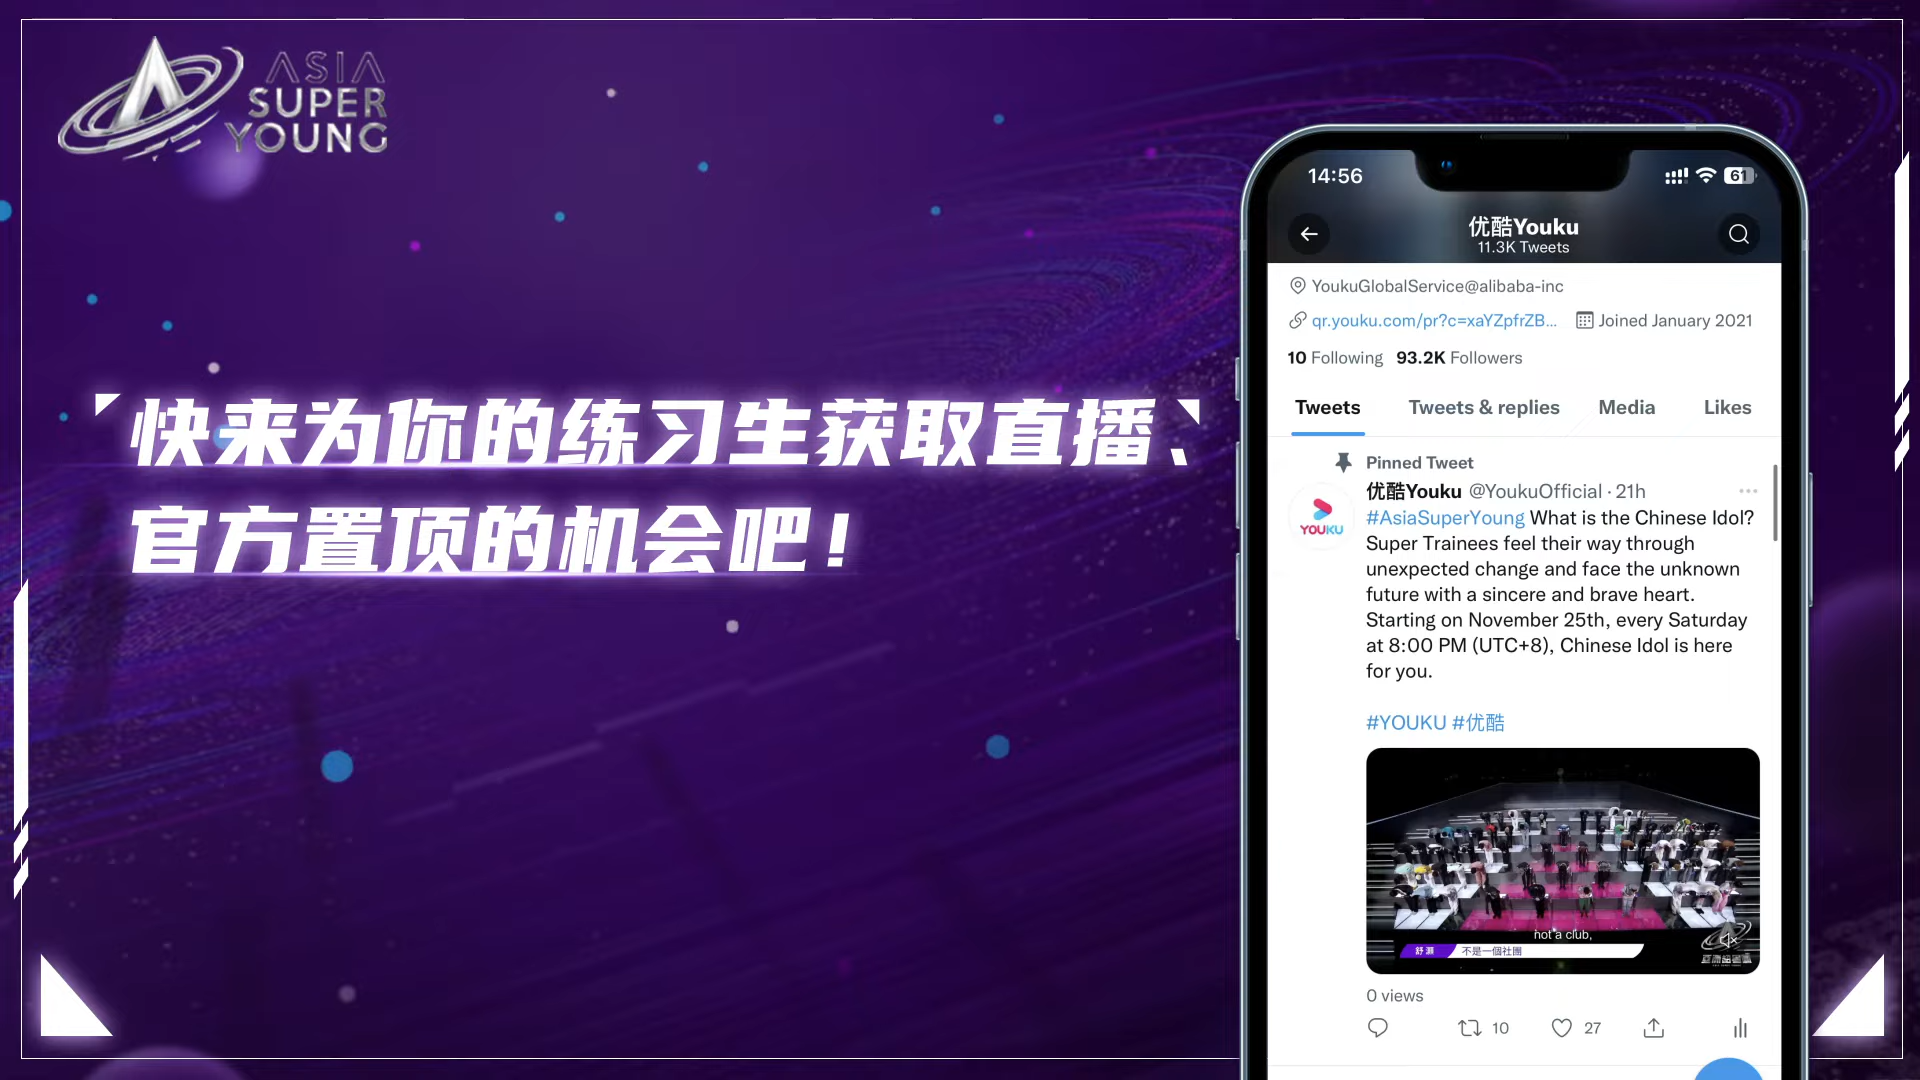 ASIA
SUPER
YOUNG
快来为你的练习生获取直播、
官方置顶的机会吧！
14:56
61
优酷Youku
11.3K Tweets
YoukuGlobalService@alibaba-inc
qr.youku.com/pr?c=xaYZpfrZB... Joined January 2021
10 Following 93.2K Followers
Tweets Tweets & replies Media Likes
Pinned Tweet
优酷Youku @YoukuOfficial · 21h
YOUKU
#AsiaSuperYoung What is the Chinese Idol?
Super Trainees feel their way through
unexpected change and face the unknown
future with a sincere and brave heart.
Starting on November 25th, every Saturday
at 8:00 PM (UTC+8), Chinese Idol is here
for you.
#YOUKU #优酷
not a club,
不是一個社團
0 views
10 27